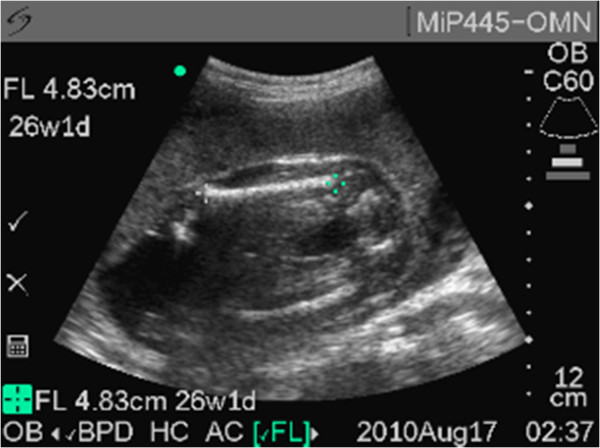 MiP445-OMN
OB
C60
FL 4.83cm
26w1d
12
cm
FL 4.83cm 26w1d
OB BPD HC AC [✓FL]
2010Aug17 02:37